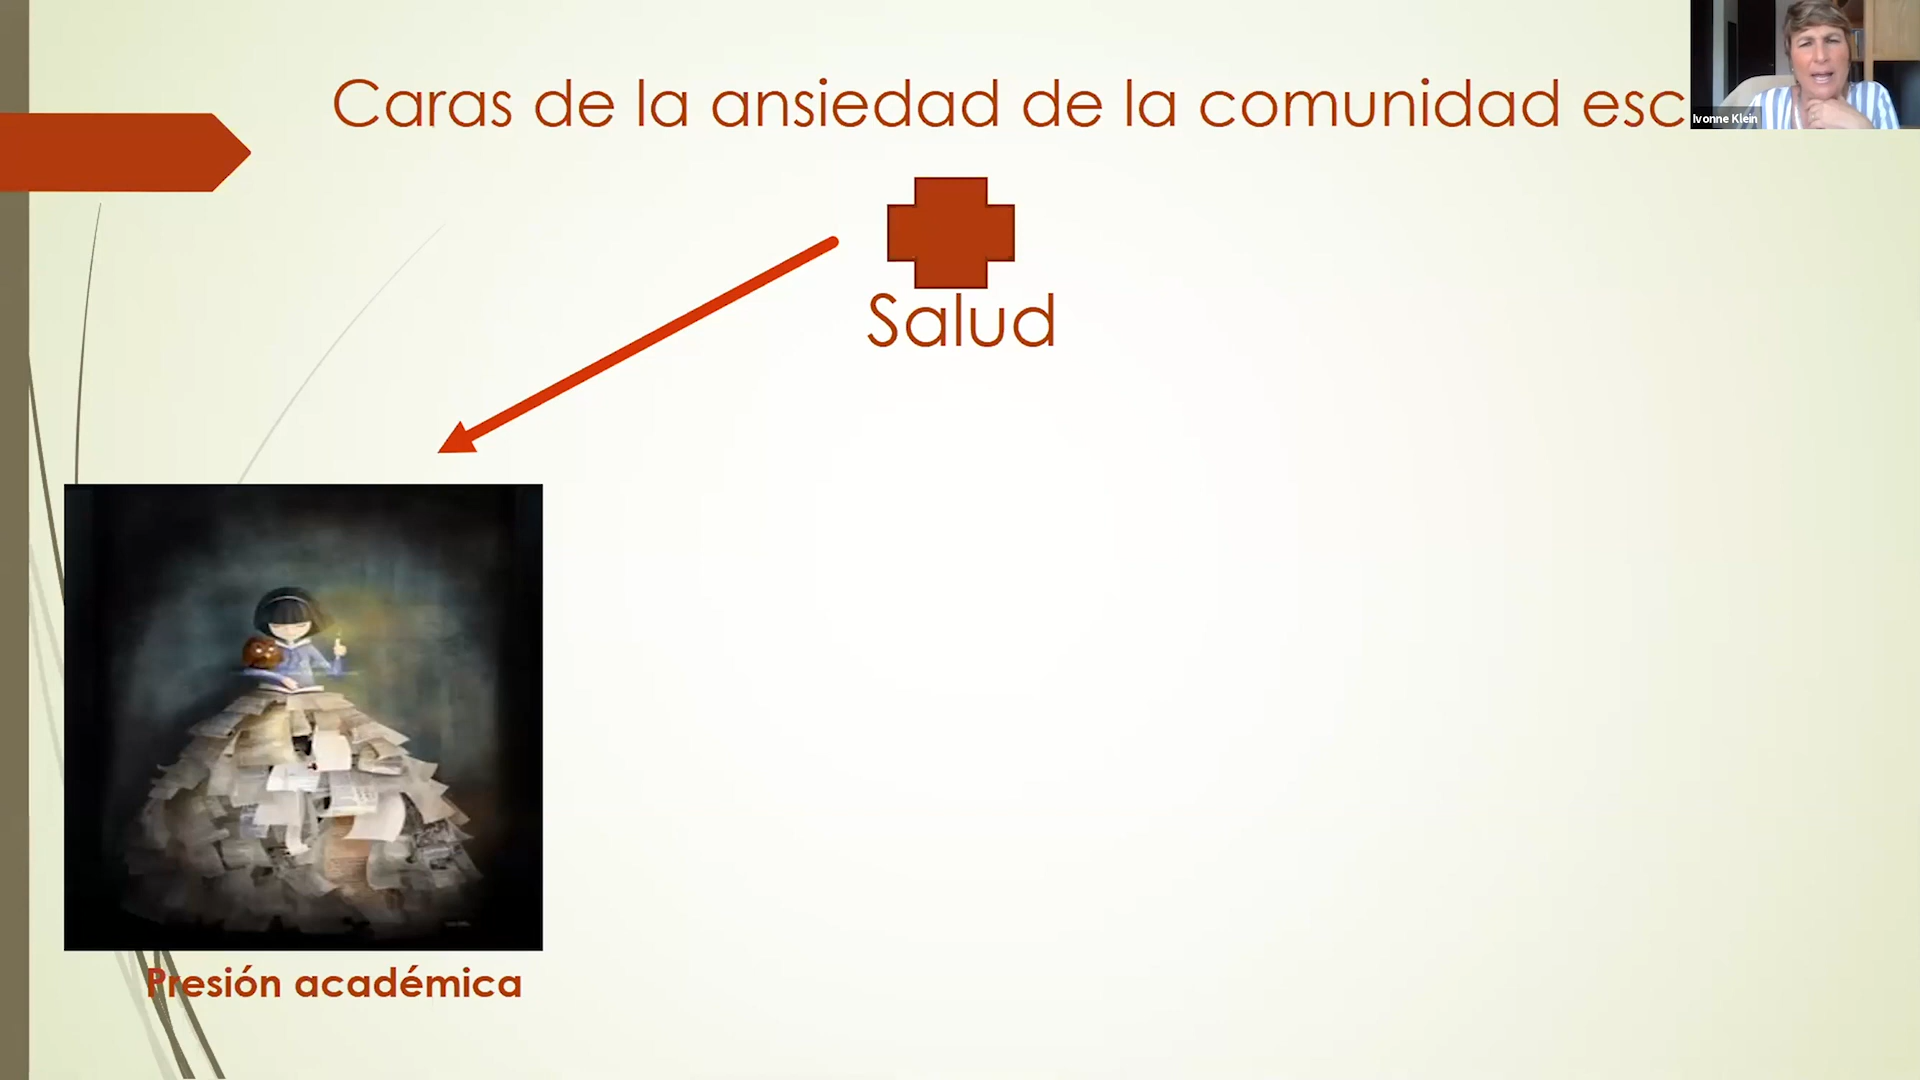 Caras de la ansiedad de la comunidad esc
Ivonne Klein
Salud
Presión académica